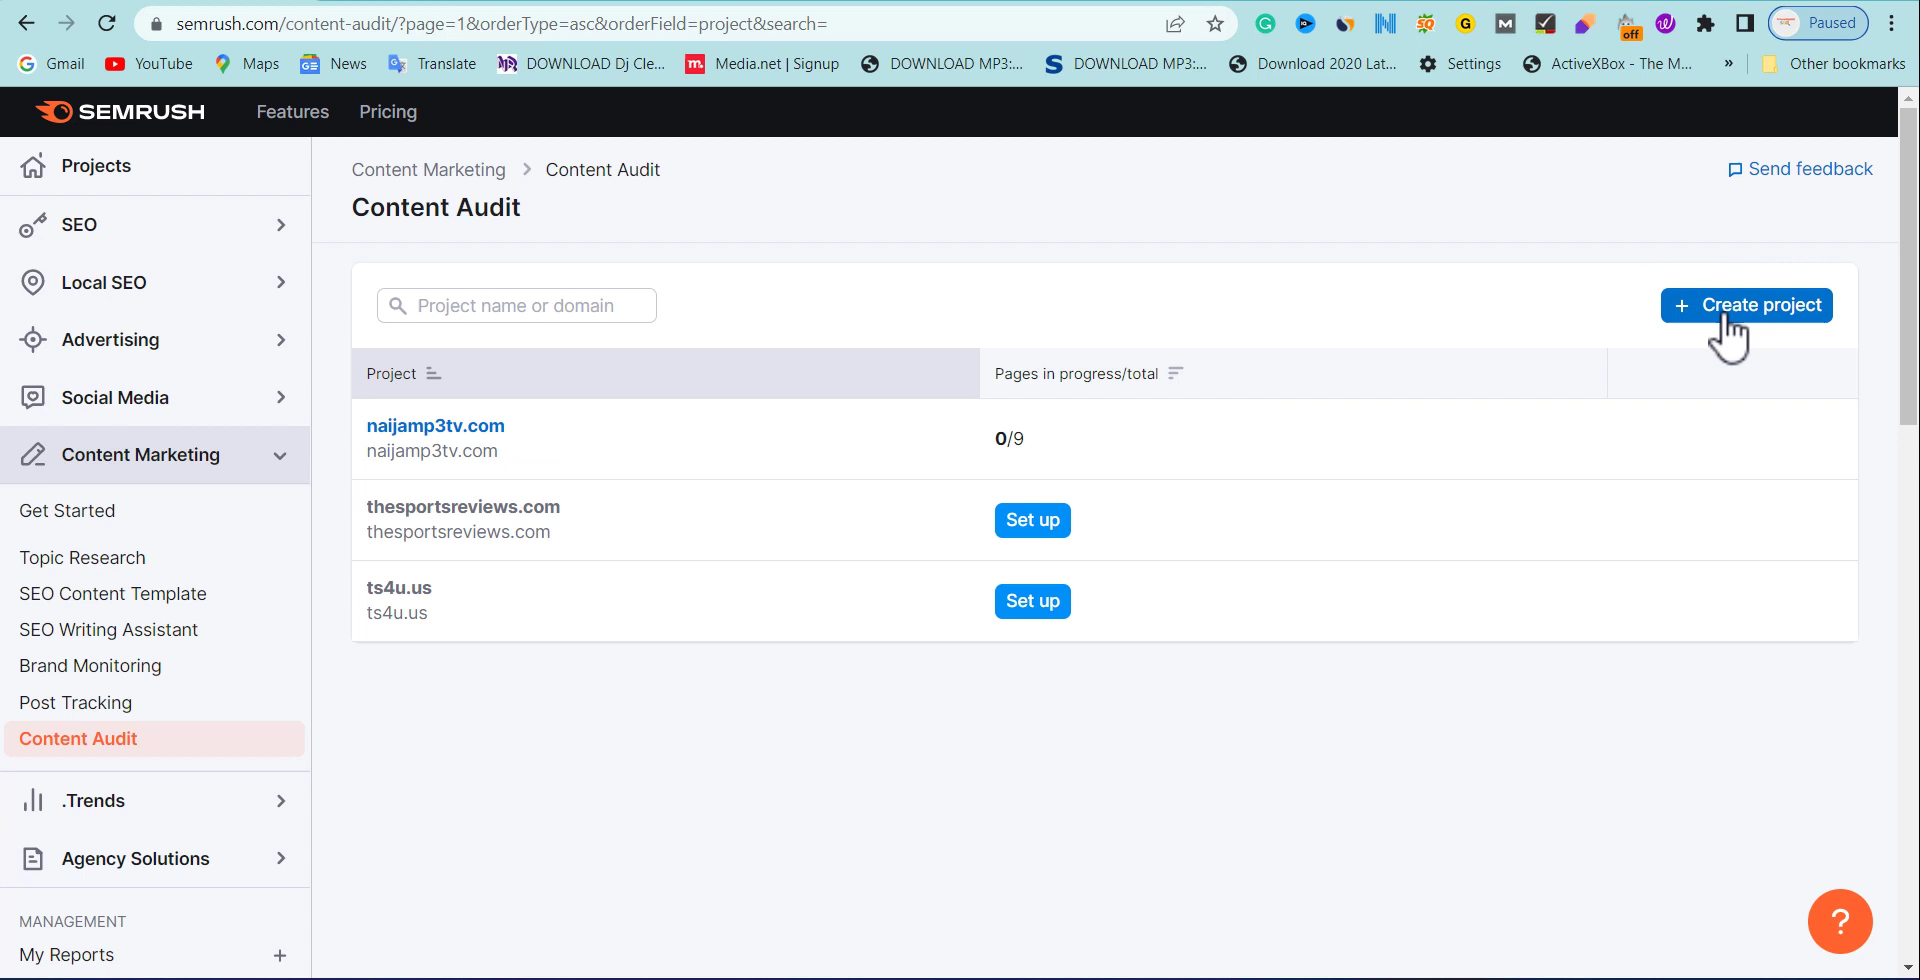 semrush.com/content-audit/?page=1&orderType=asc&orderField=project&search=
off
Paused
Gmail
YouTube
Maps
News
Translate
DOWNLOAD Dj Cle...
Media.net | Signup
DOWNLOAD MP3:...
DOWNLOAD MP3:...
Download 2020 Lat...
Settings
ActiveXBox - The M...
»
Other bookmarks
SEMRUSH
Features
Pricing
Projects
SEO
Local SEO
Advertising
Social Media
Content Marketing
Get Started
Topic Research
SEO Content Template
SEO Writing Assistant
Brand Monitoring
Post Tracking
Content Audit
.Trends
Agency Solutions
MANAGEMENT
My Reports +
Content Marketing > Content Audit
Send feedback
Content Audit
Project name or domain
+ Create project
Project
Pages in progress/total
naijamp3tv.com
naijamp3tv.com
0/9
thesportsreviews.com
thesportsreviews.com
Set up
ts4u.us
ts4u.us
Set up
?